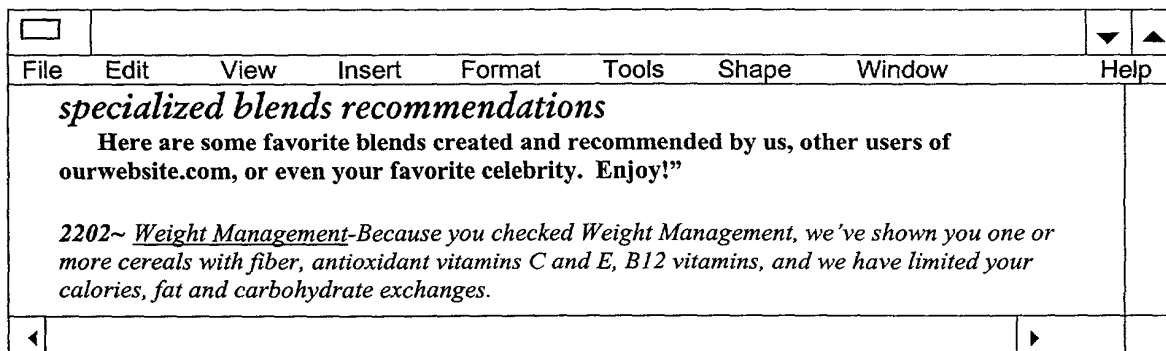 File Edit View Insert Format Tools Shape Window Help
specialized blends recommendations
Here are some favorite blends created and recommended by us, other users of
ourwebsite.com, or even your favorite celebrity. Enjoy!”
2202~ Weight Management-Because you checked Weight Management, we've shown you one or
more cereals with fiber, antioxidant vitamins C and E, B12 vitamins, and we have limited your
calories, fat and carbohydrate exchanges.